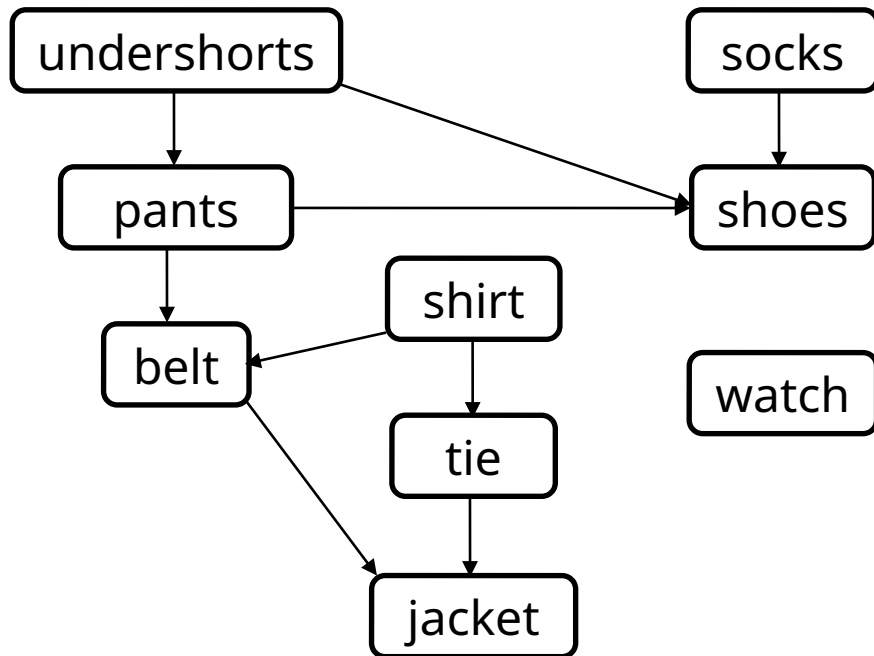 undershorts
socks
pants
shoes
shirt
belt
watch
tie
jacket